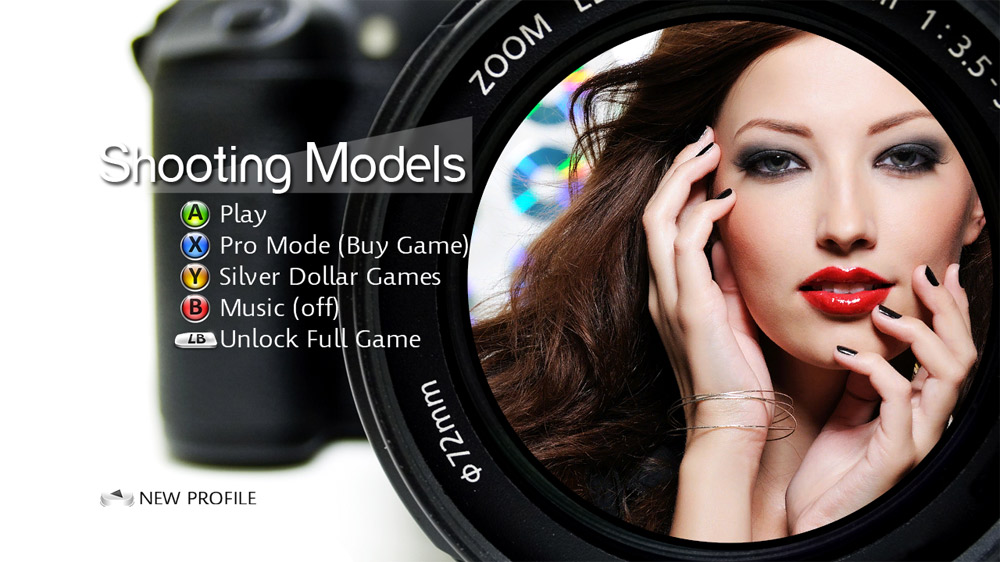 ZOOM LE
1:3.5-
Shooting Models
A Play
X Pro Mode (Buy Game)
Y Silver Dollar Games
B Music (off)
LB Unlock Full Game
ϕ72mm
NEW PROFILE